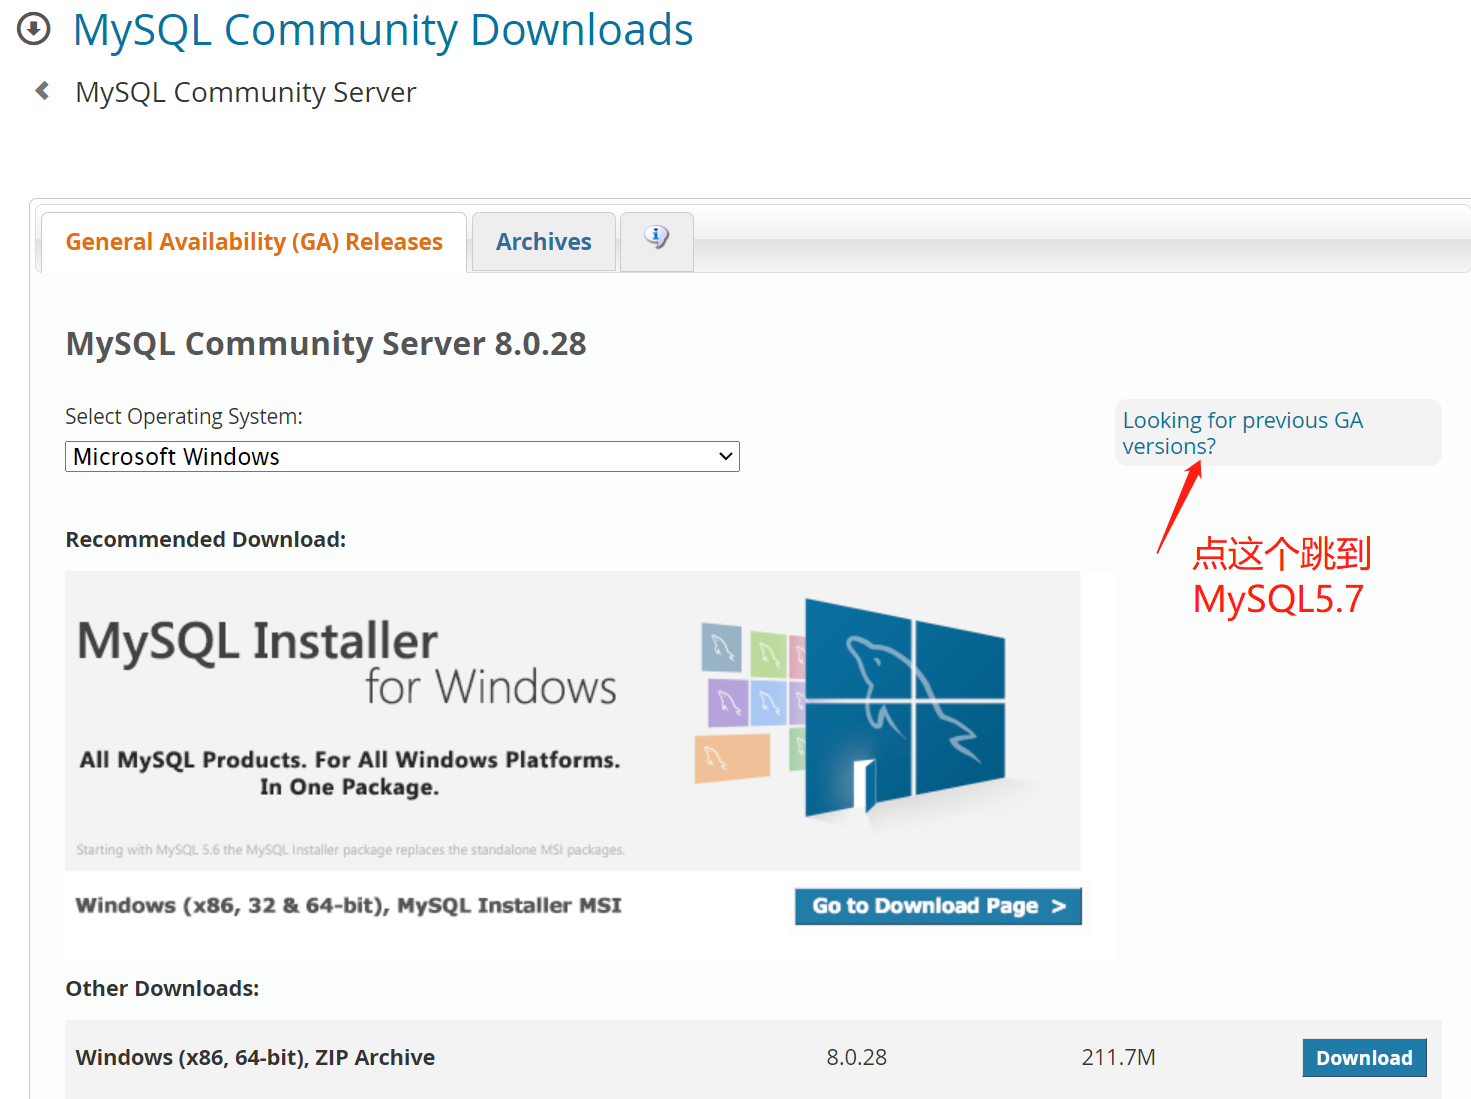 MySQL Community Downloads
MySQL Community Server
General Availability (GA) Releases
Archives
MySQL Community Server 8.0.28
Select Operating System:
Microsoft Windows
Looking for previous GA
versions?
点这个跳到
MySQL5.7
Recommended Download:
MySQL Installer
for Windows
All MySQL Products. For All Windows Platforms.
In One Package.
Starting with MySQL 5.6 the MySQL Installer package replaces the standalone MSI packages.
Windows (x86, 32 & 64-bit), MySQL Installer MSI
Go to Download Page >
Other Downloads:
Windows (x86, 64-bit), ZIP Archive 8.0.28 211.7M Download